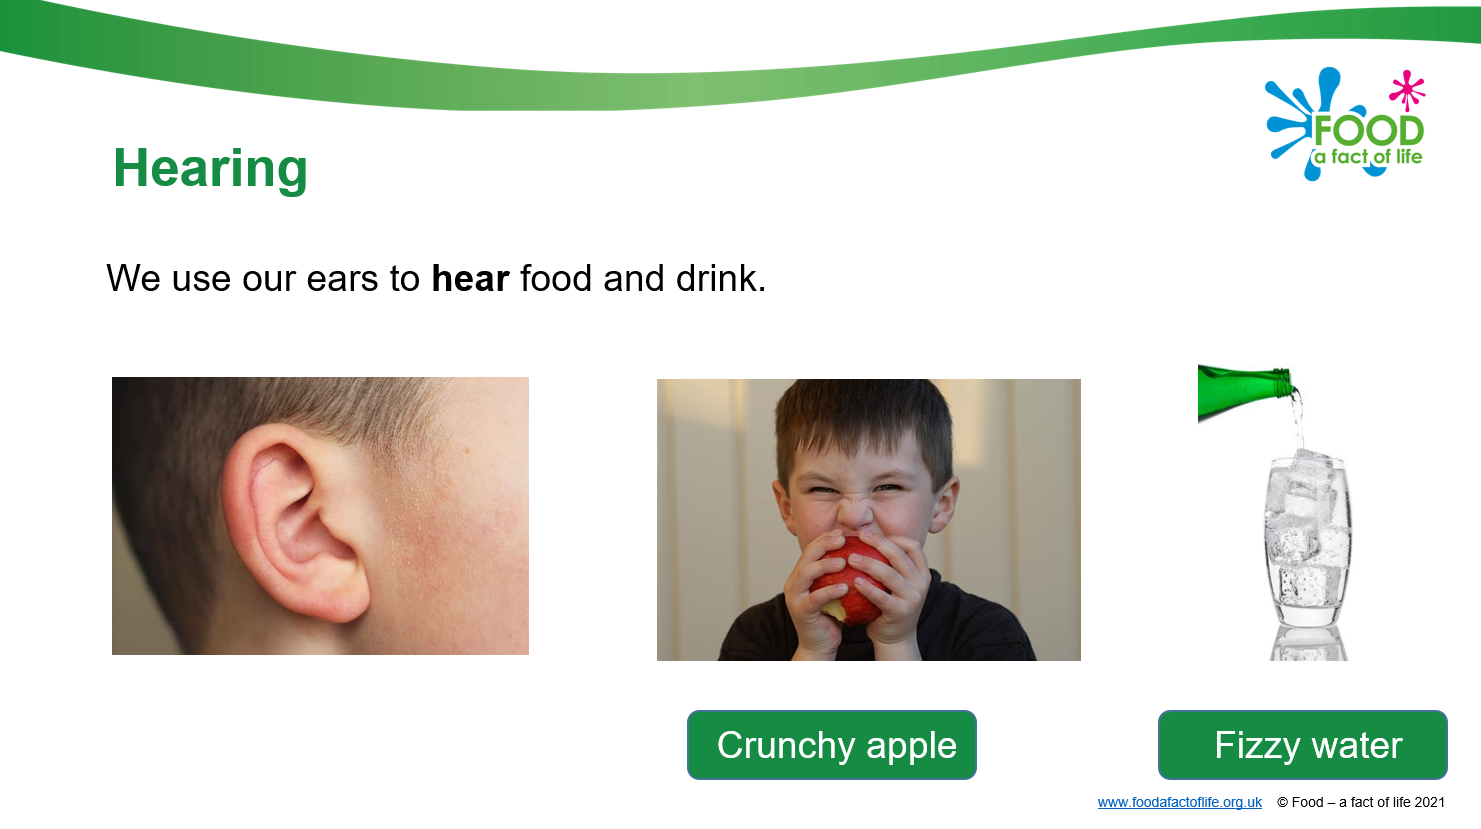 FOOD
a fact of life
Hearing
We use our ears to hear food and drink.
Crunchy apple
Fizzy water
www.foodafactoflife.org.uk © Food – a fact of life 2021